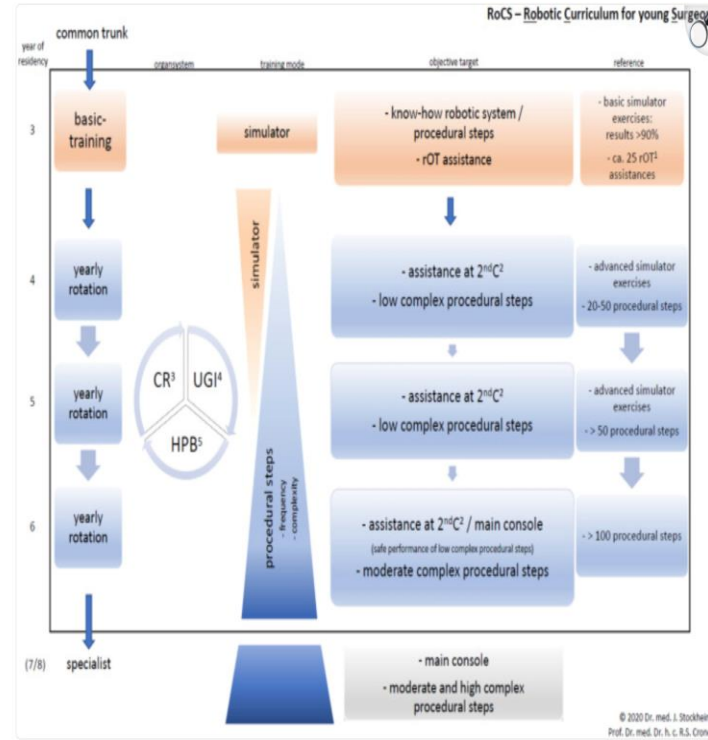 RoCS – Robotic Curriculum for young Surgeo
common trunk
year of
residency
organsystem
training mode
objective target
reference
3
basic-
training
simulator
- know-how robotic system /
procedural steps
- rOT assistance
- basic simulator
exercises:
results >90%
- ca. 25 rOT¹
assistances
4
yearly
rotation
simulator
- assistance at 2ⁿᵈC²
- low complex procedural steps
- advanced simulator
exercises
- 20-50 procedural steps
CR³
UGI⁴
HPB⁵
5
yearly
rotation
- assistance at 2ⁿᵈC²
- low complex procedural steps
- advanced simulator
exercises
- > 50 procedural steps
procedural steps
- frequency
- complexity
6
yearly
rotation
- assistance at 2ⁿᵈC² / main console
(safe performance of low complex procedural steps)
- moderate complex procedural steps
- > 100 procedural steps
(7/8)
specialist
- main console
- moderate and high complex
procedural steps
© 2020 Dr. med. J. Stockhei
Prof. Dr. med. Dr. h. c. R.S. Crone